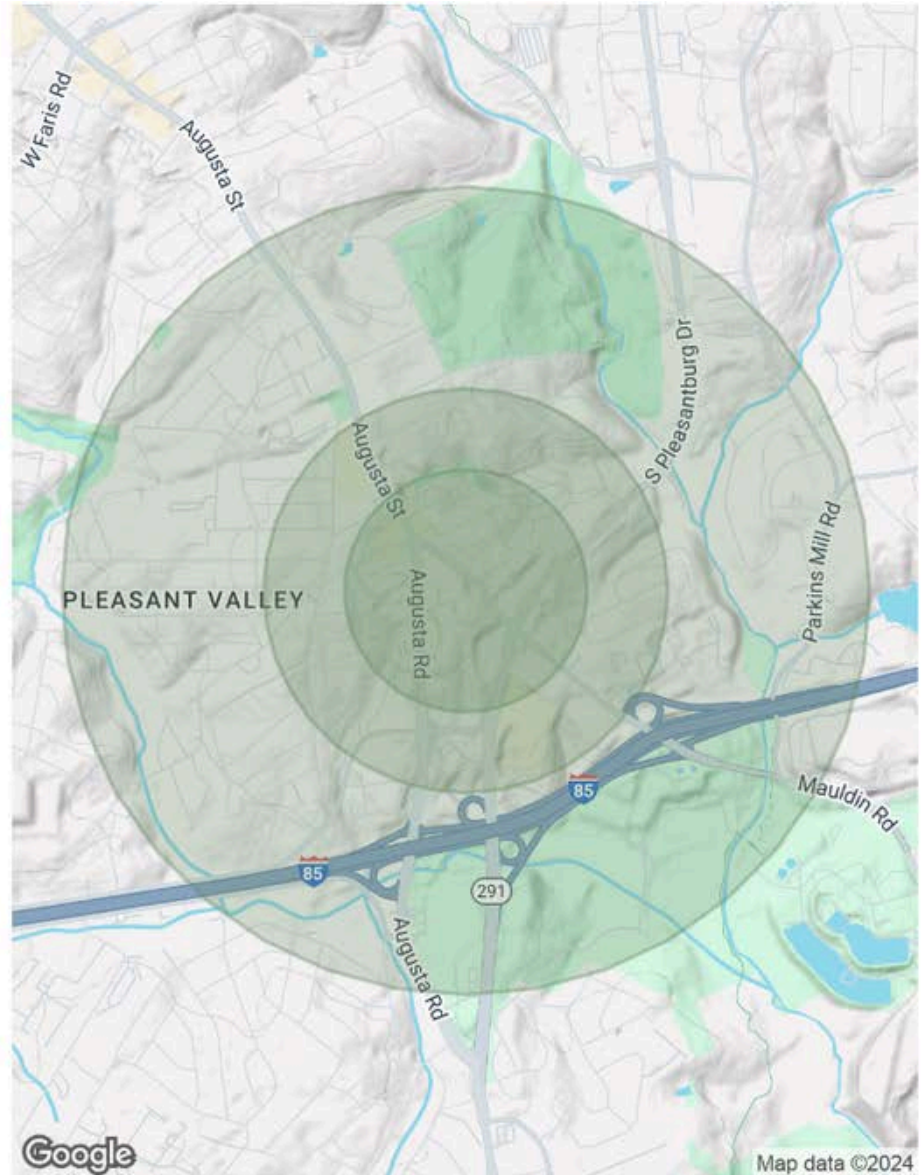 W Faris Rd
Augusta St
S Pleasantburg Dr
Augusta St
Parkins Mill Rd
Augusta Rd
PLEASANT VALLEY
85
Mauldin Rd
85
291
Augusta Rd
Google
Map data ©2024